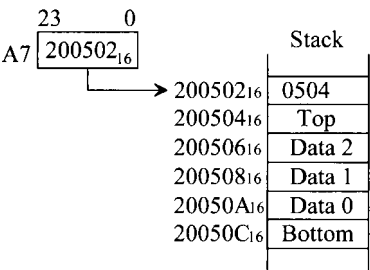 23 0
Stack
A7 200502₁₆
200502₁₆ 0504
200504₁₆ Top
200506₁₆ Data 2
200508₁₆ Data 1
20050A₁₆ Data 0
20050C₁₆ Bottom